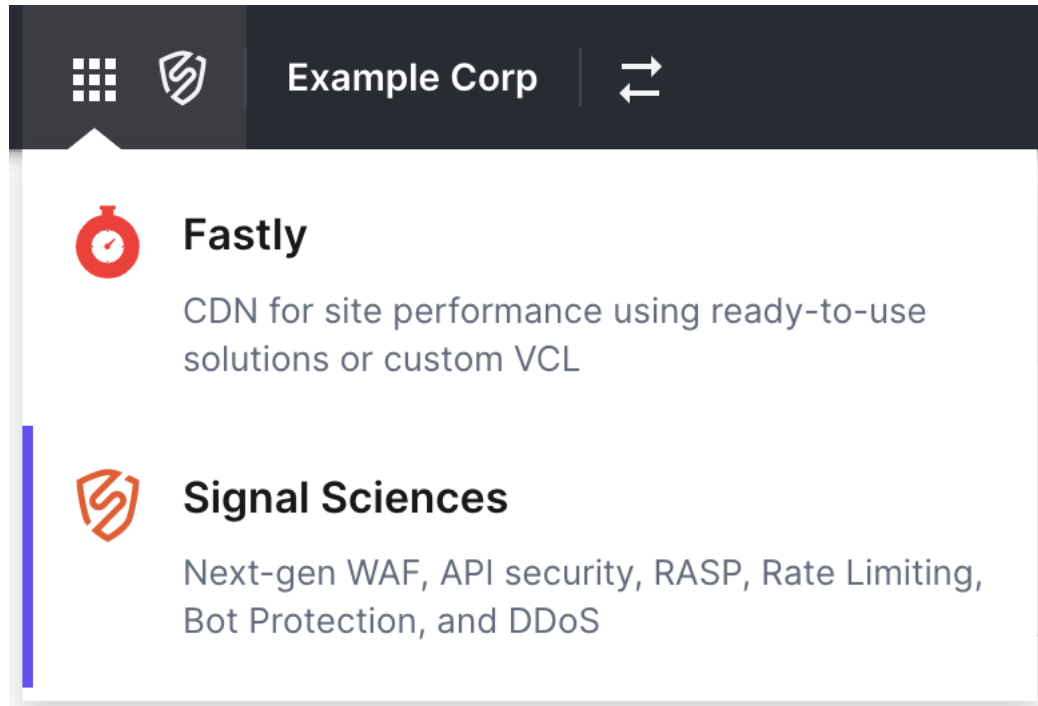 Example Corp
Fastly
CDN for site performance using ready-to-use
solutions or custom VCL
Signal Sciences
Next-gen WAF, API security, RASP, Rate Limiting,
Bot Protection, and DDoS